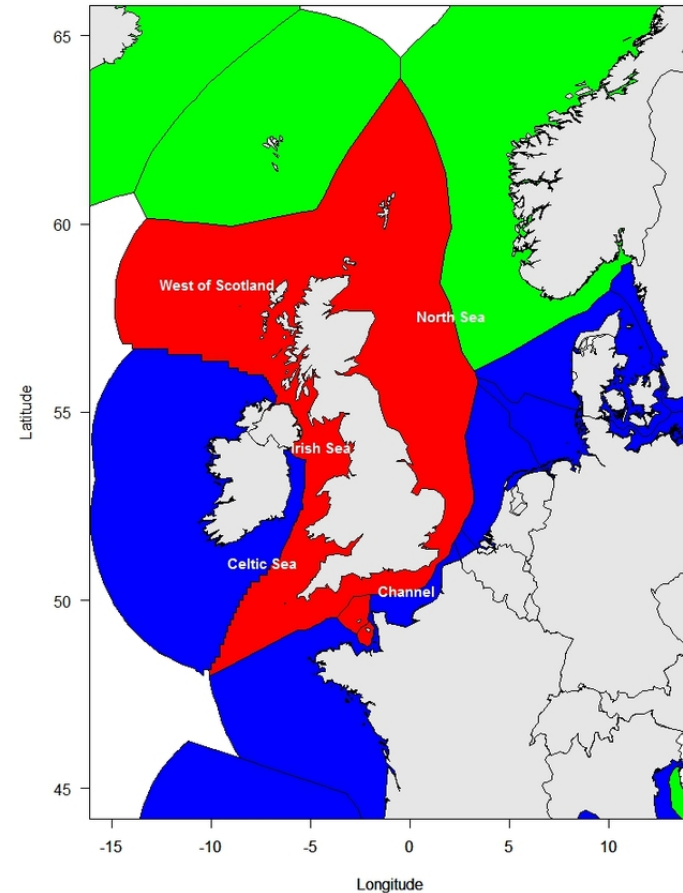 65
60
West of Scotland
North Sea
55
Irish Sea
Celtic Sea
50
Channel
45
Latitude
-15 -10 -5 0 5 10
Longitude